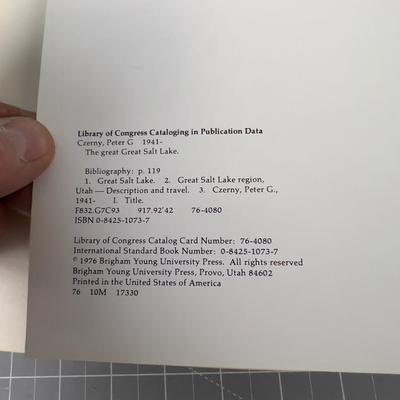 Library of Congress Cataloging in Publication Data
Czerny, Peter G   1941-
The great Great Salt Lake.
Bibliography: p. 119
1. Great Salt Lake.  2. Great Salt Lake region,
Utah — Description and travel.  3. Czerny, Peter G.,
1941-   I. Title.
F832.G7C93   917.92'42   76-4080
ISBN 0-8425-1073-7
Library of Congress Catalog Card Number: 76-4080
International Standard Book Number: 0-8425-1073-7
© 1976 Brigham Young University Press. All rights reserved
Brigham Young University Press, Provo, Utah 84602
Printed in the United States of America
76   10M   17330